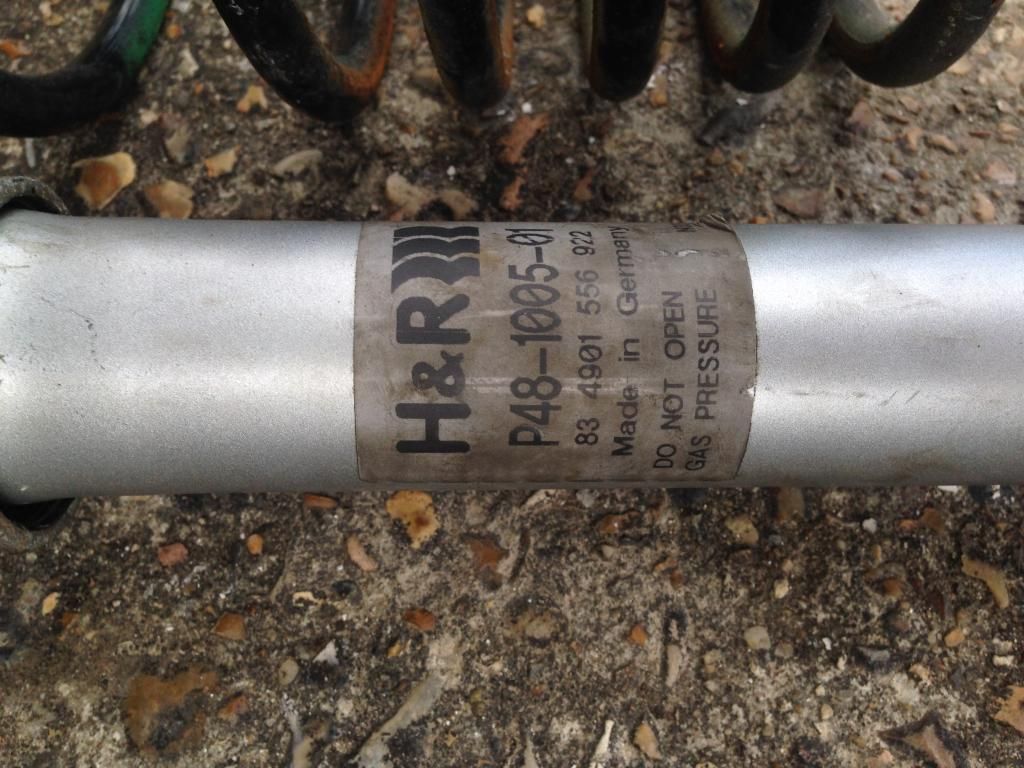 H&R
P48-1005-01
83 4901 556 922
Made in Germany
DO NOT OPEN
GAS PRESSURE